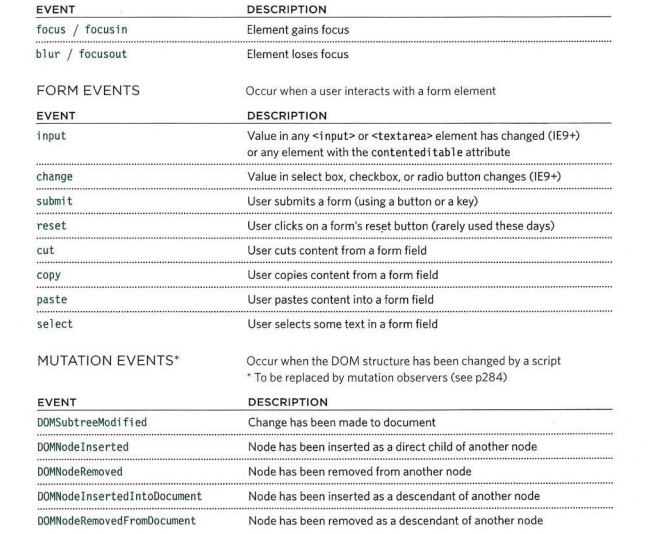 EVENT DESCRIPTION
focus / focusin Element gains focus
blur / focusout Element loses focus
FORM EVENTS Occur when a user interacts with a form element
EVENT DESCRIPTION
input Value in any <input> or <textarea> element has changed (IE9+)
or any element with the contenteditable attribute
change Value in select box, checkbox, or radio button changes (IE9+)
submit User submits a form (using a button or a key)
reset User clicks on a form's reset button (rarely used these days)
cut User cuts content from a form field
copy User copies content from a form field
paste User pastes content into a form field
select User selects some text in a form field
MUTATION EVENTS* Occur when the DOM structure has been changed by a script
* To be replaced by mutation observers (see p284)
EVENT DESCRIPTION
DOMSubtreeModified Change has been made to document
DOMNodeInserted Node has been inserted as a direct child of another node
DOMNodeRemoved Node has been removed from another node
DOMNodeInsertedIntoDocument Node has been inserted as a descendant of another node
DOMNodeRemovedFromDocument Node has been removed as a descendant of another node